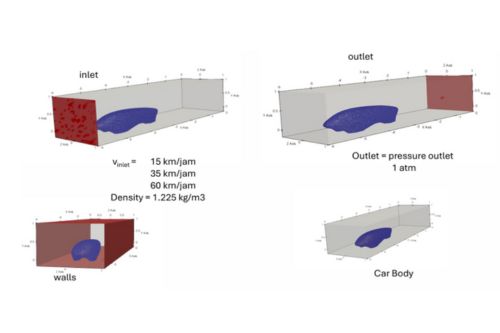 inlet
outlet
v_inlet = 15 km/jam
35 km/jam
60 km/jam
Density = 1.225 kg/m3
Outlet = pressure outlet
1 atm
walls
Car Body